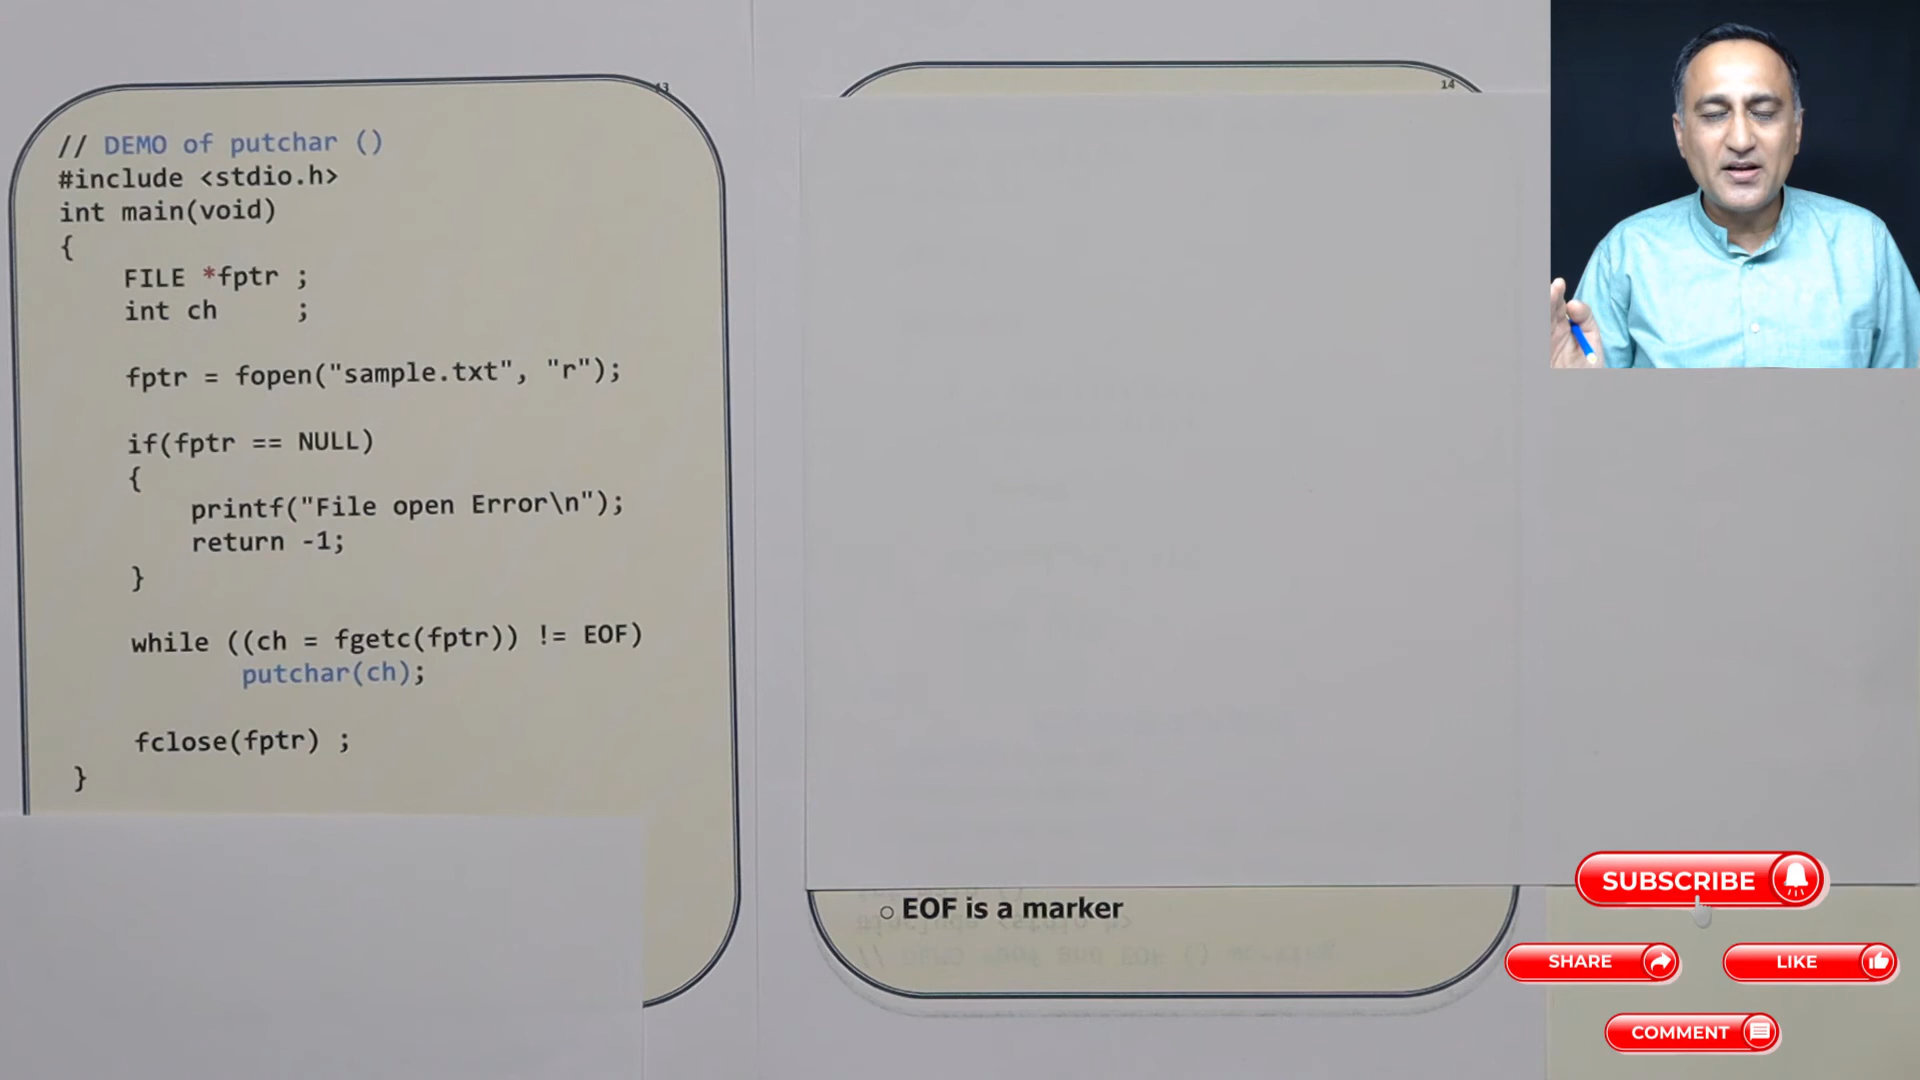 13
// DEMO of putchar ()
#include <stdio.h>
int main(void)
{
FILE *fptr ;
int ch ;
fptr = fopen("sample.txt", "r");
if(fptr == NULL)
{
printf("File open Error\n");
return -1;
}
while ((ch = fgetc(fptr)) != EOF)
putchar(ch);
fclose(fptr) ;
}
14
○ EOF is a marker
SUBSCRIBE
SHARE
LIKE
COMMENT